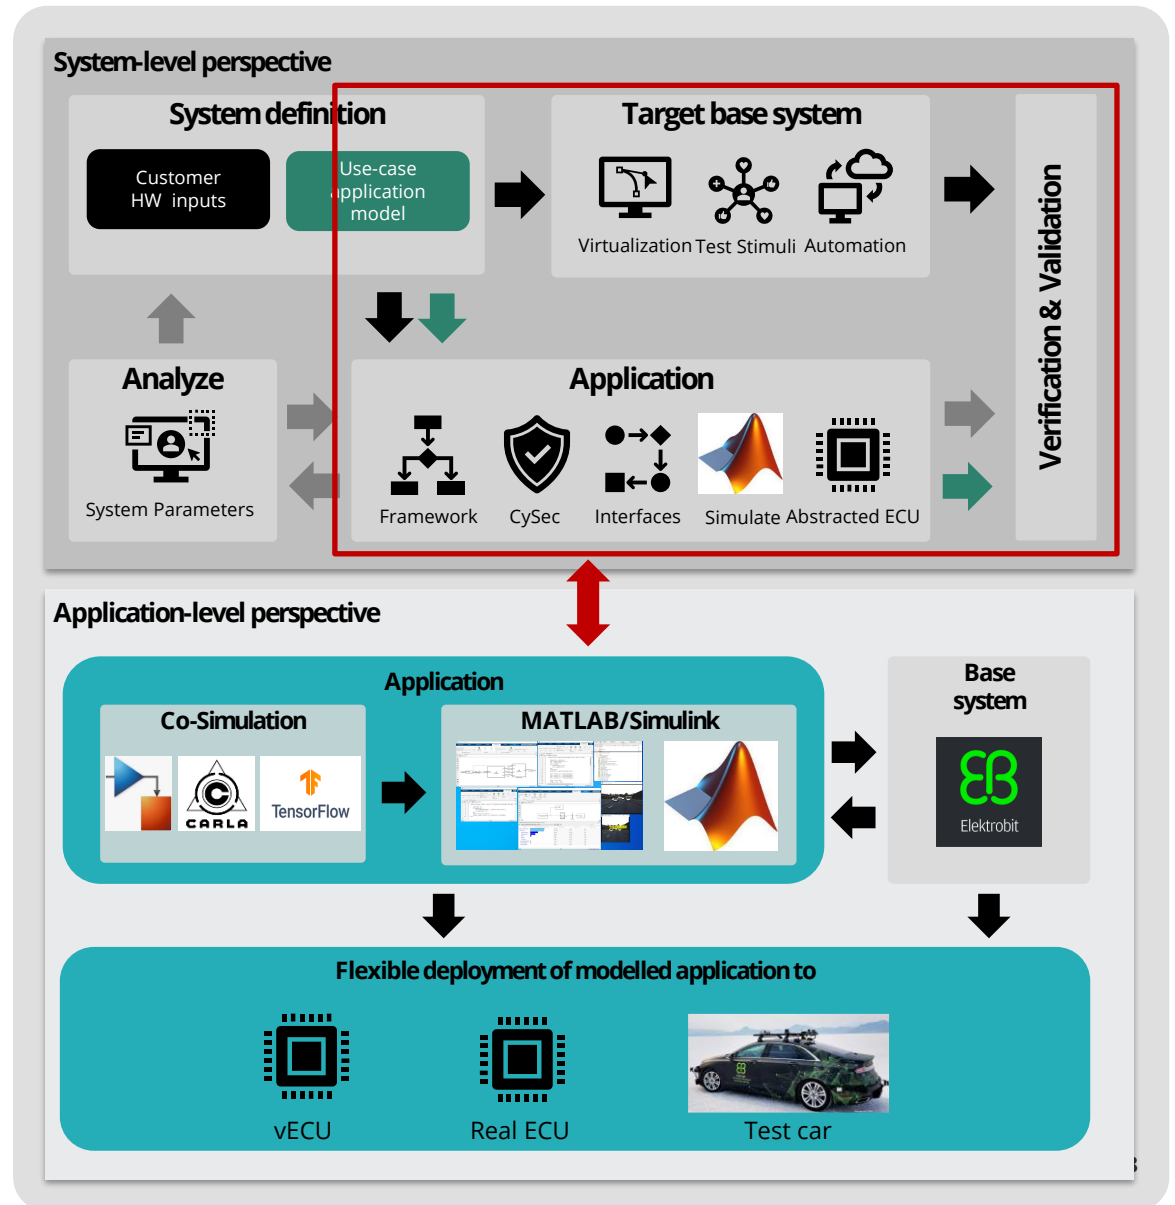 System-level perspective
System definition
Customer
HW inputs
Use-case
application
model
Target base system
Virtualization
Test Stimuli
Automation
Verification & Validation
Analyze
System Parameters
Application
Framework
CySec
Interfaces
Simulate
Abstracted ECU
Application-level perspective
Application
Co-Simulation
CARLA
TensorFlow
MATLAB/Simulink
Base
system
Elektrobit
Flexible deployment of modelled application to
vECU
Real ECU
Test car